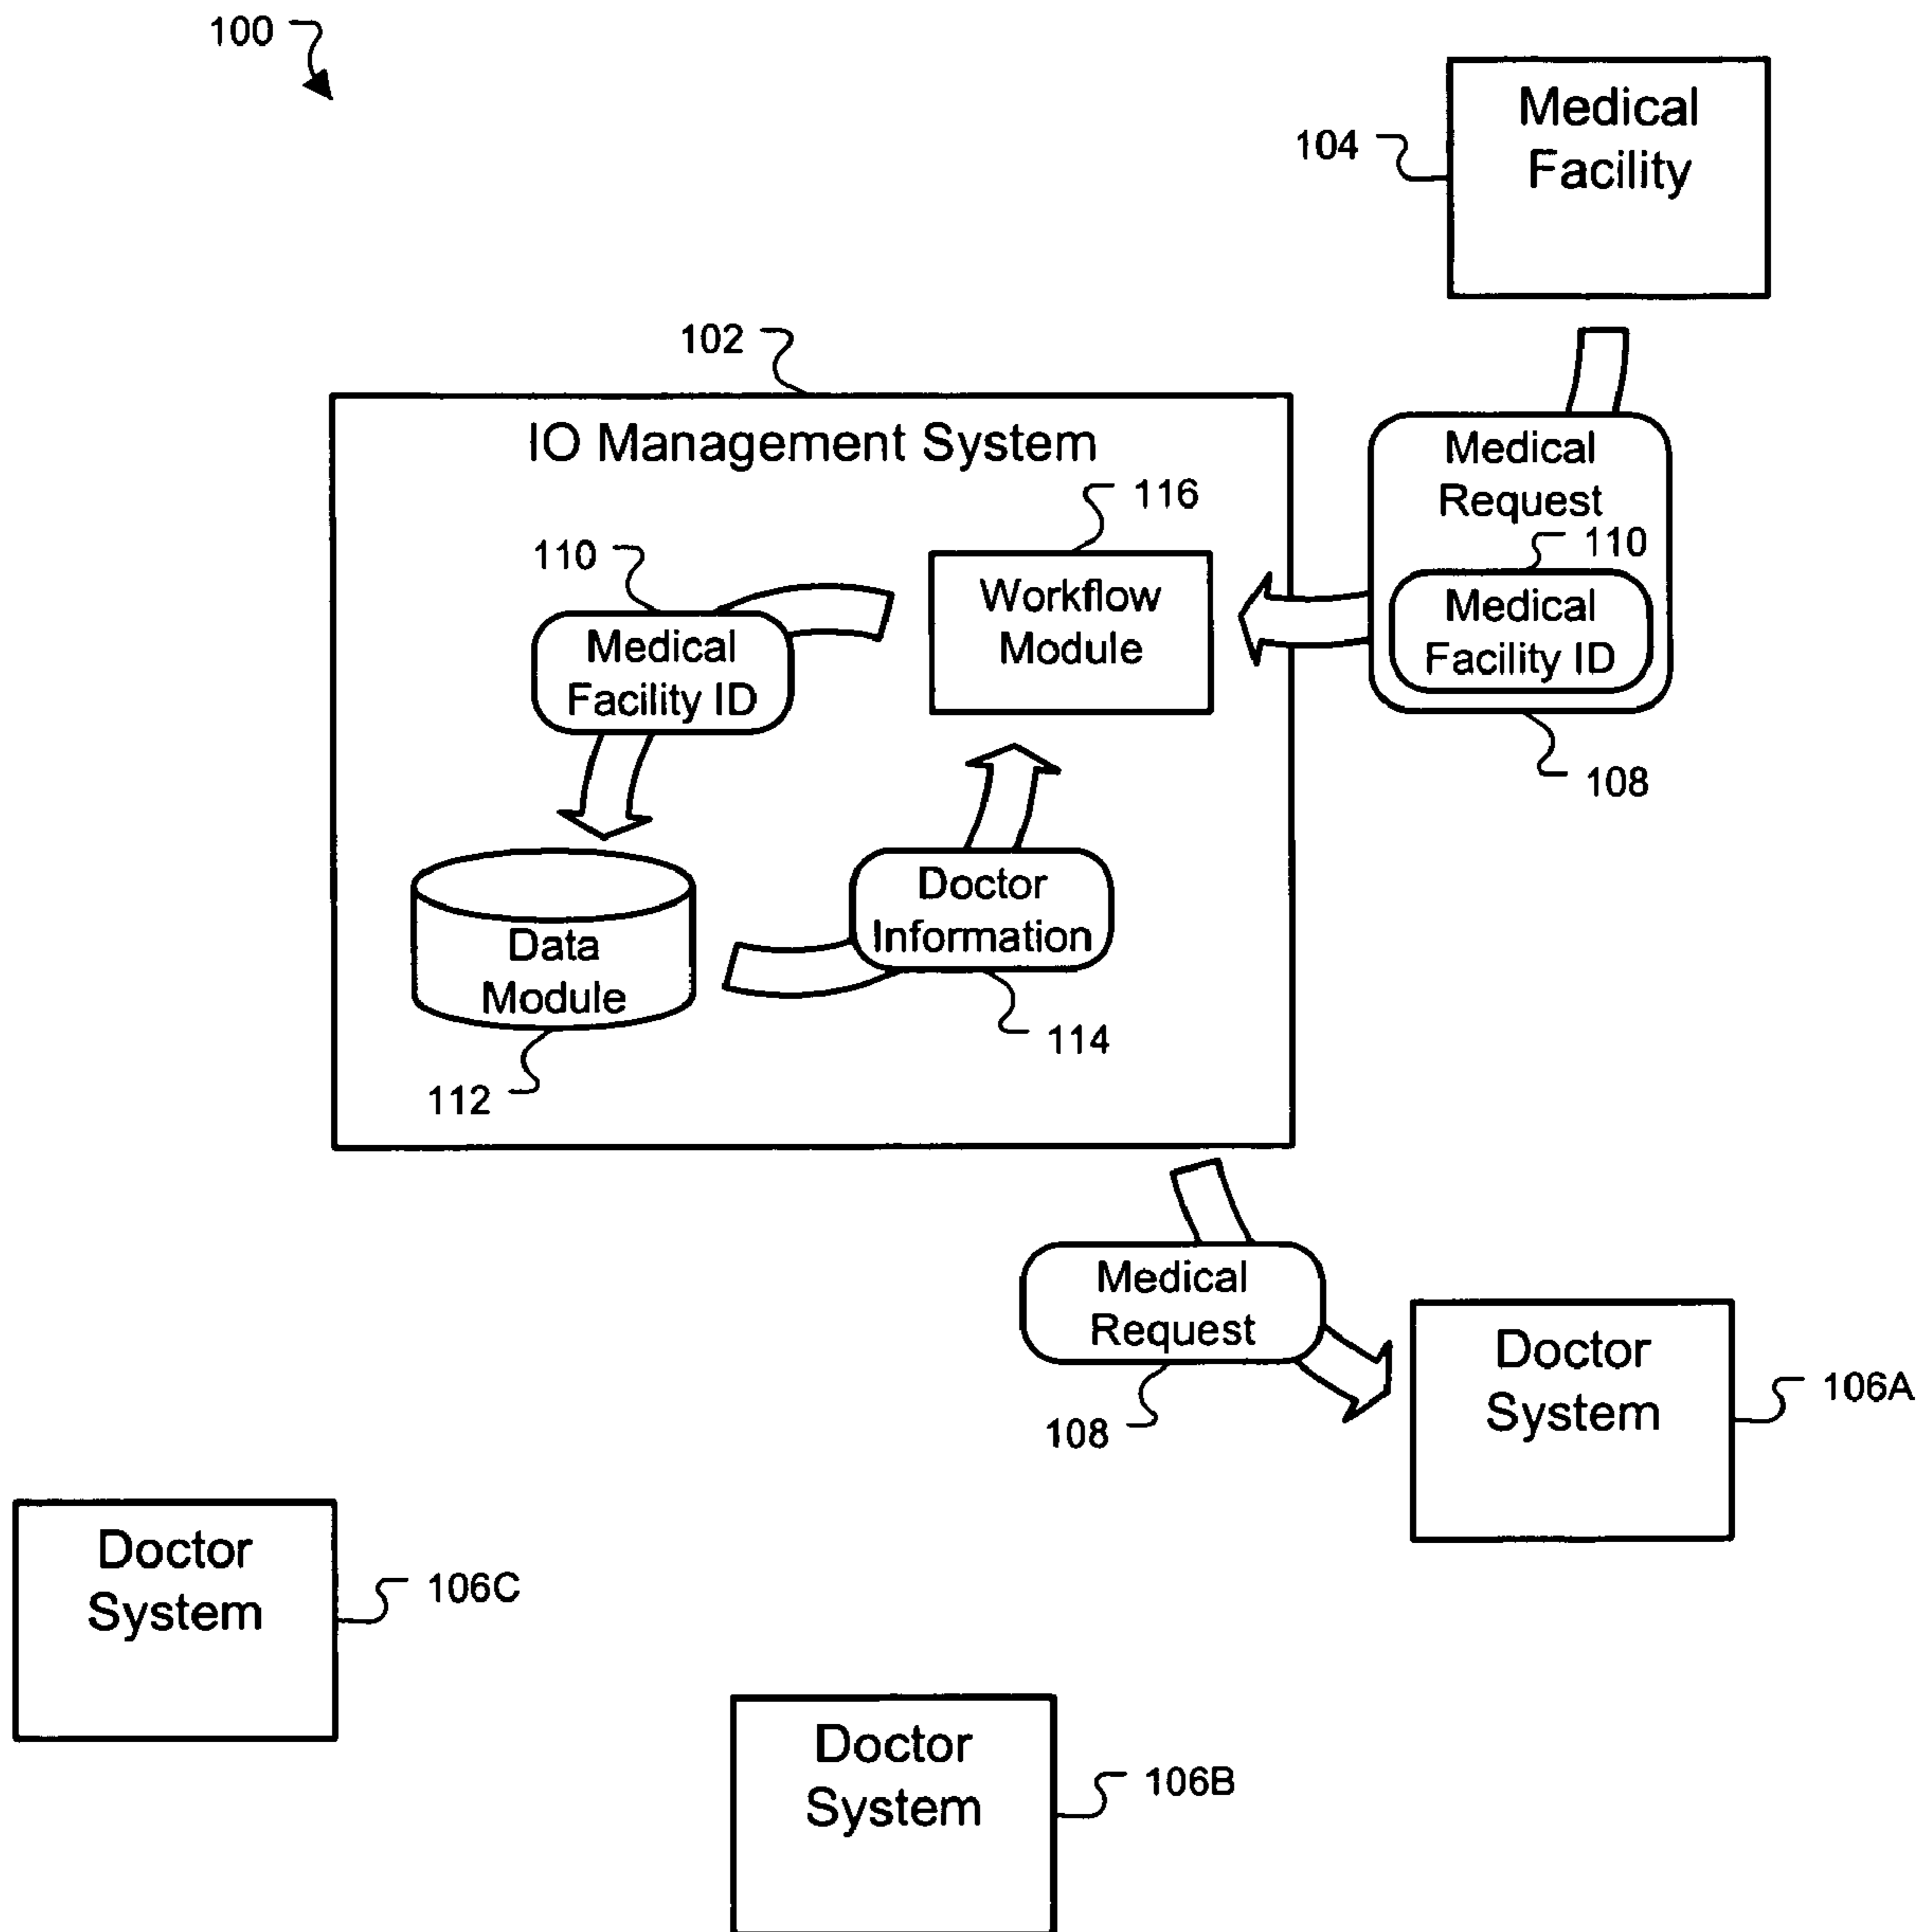 100
Medical
Facility
104
102
IO Management System
Medical
Request
116
110
110
Workflow
Module
Medical
Facility ID
Medical
Facility ID
108
Doctor
Information
Data
Module
114
112
Medical
Request
108
Doctor
System
106A
Doctor
System
106C
Doctor
System
106B